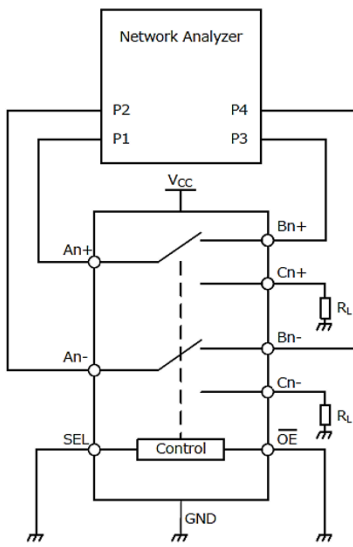 Network Analyzer
P2 P4
P1 P3
VCC
Bn+
An+
Cn+
RL
Bn-
An-
Cn-
RL
SEL Control OE
GND